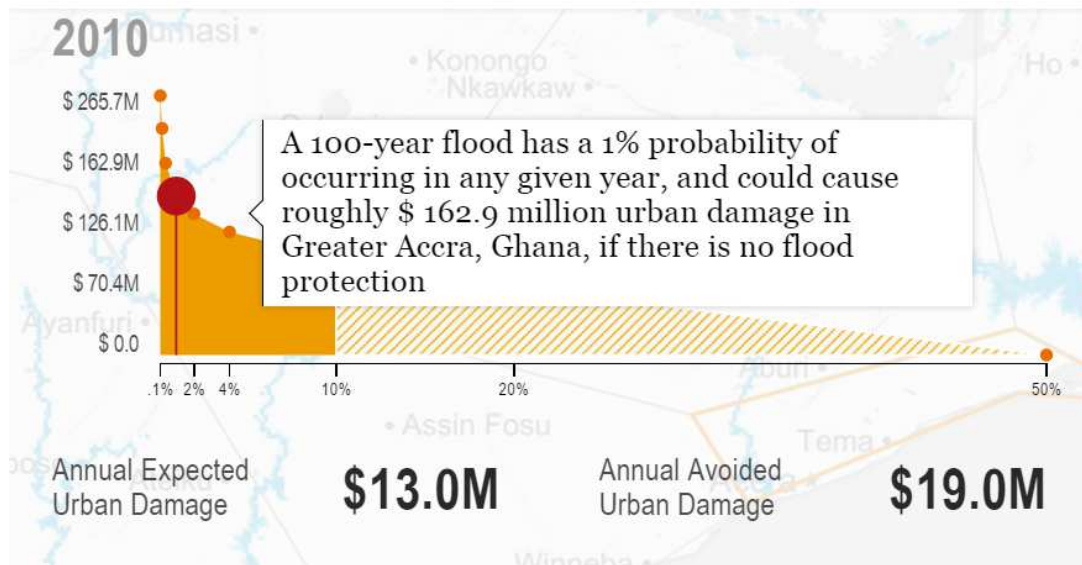 2010
umasi
Konongo
Nkawkaw
Ho
$ 265.7M
$ 162.9M
$ 126.1M
$ 70.4M
$ 0.0
A 100-year flood has a 1% probability of
occurring in any given year, and could cause
roughly $ 162.9 million urban damage in
Greater Accra, Ghana, if there is no flood
protection
Ayanfuri
Aburi
.1% 2% 4% 10% 20% 50%
Assin Fosu
Tema
Annual Expected
Urban Damage
$13.0M
Annual Avoided
Urban Damage
$19.0M
Accra
Winneba